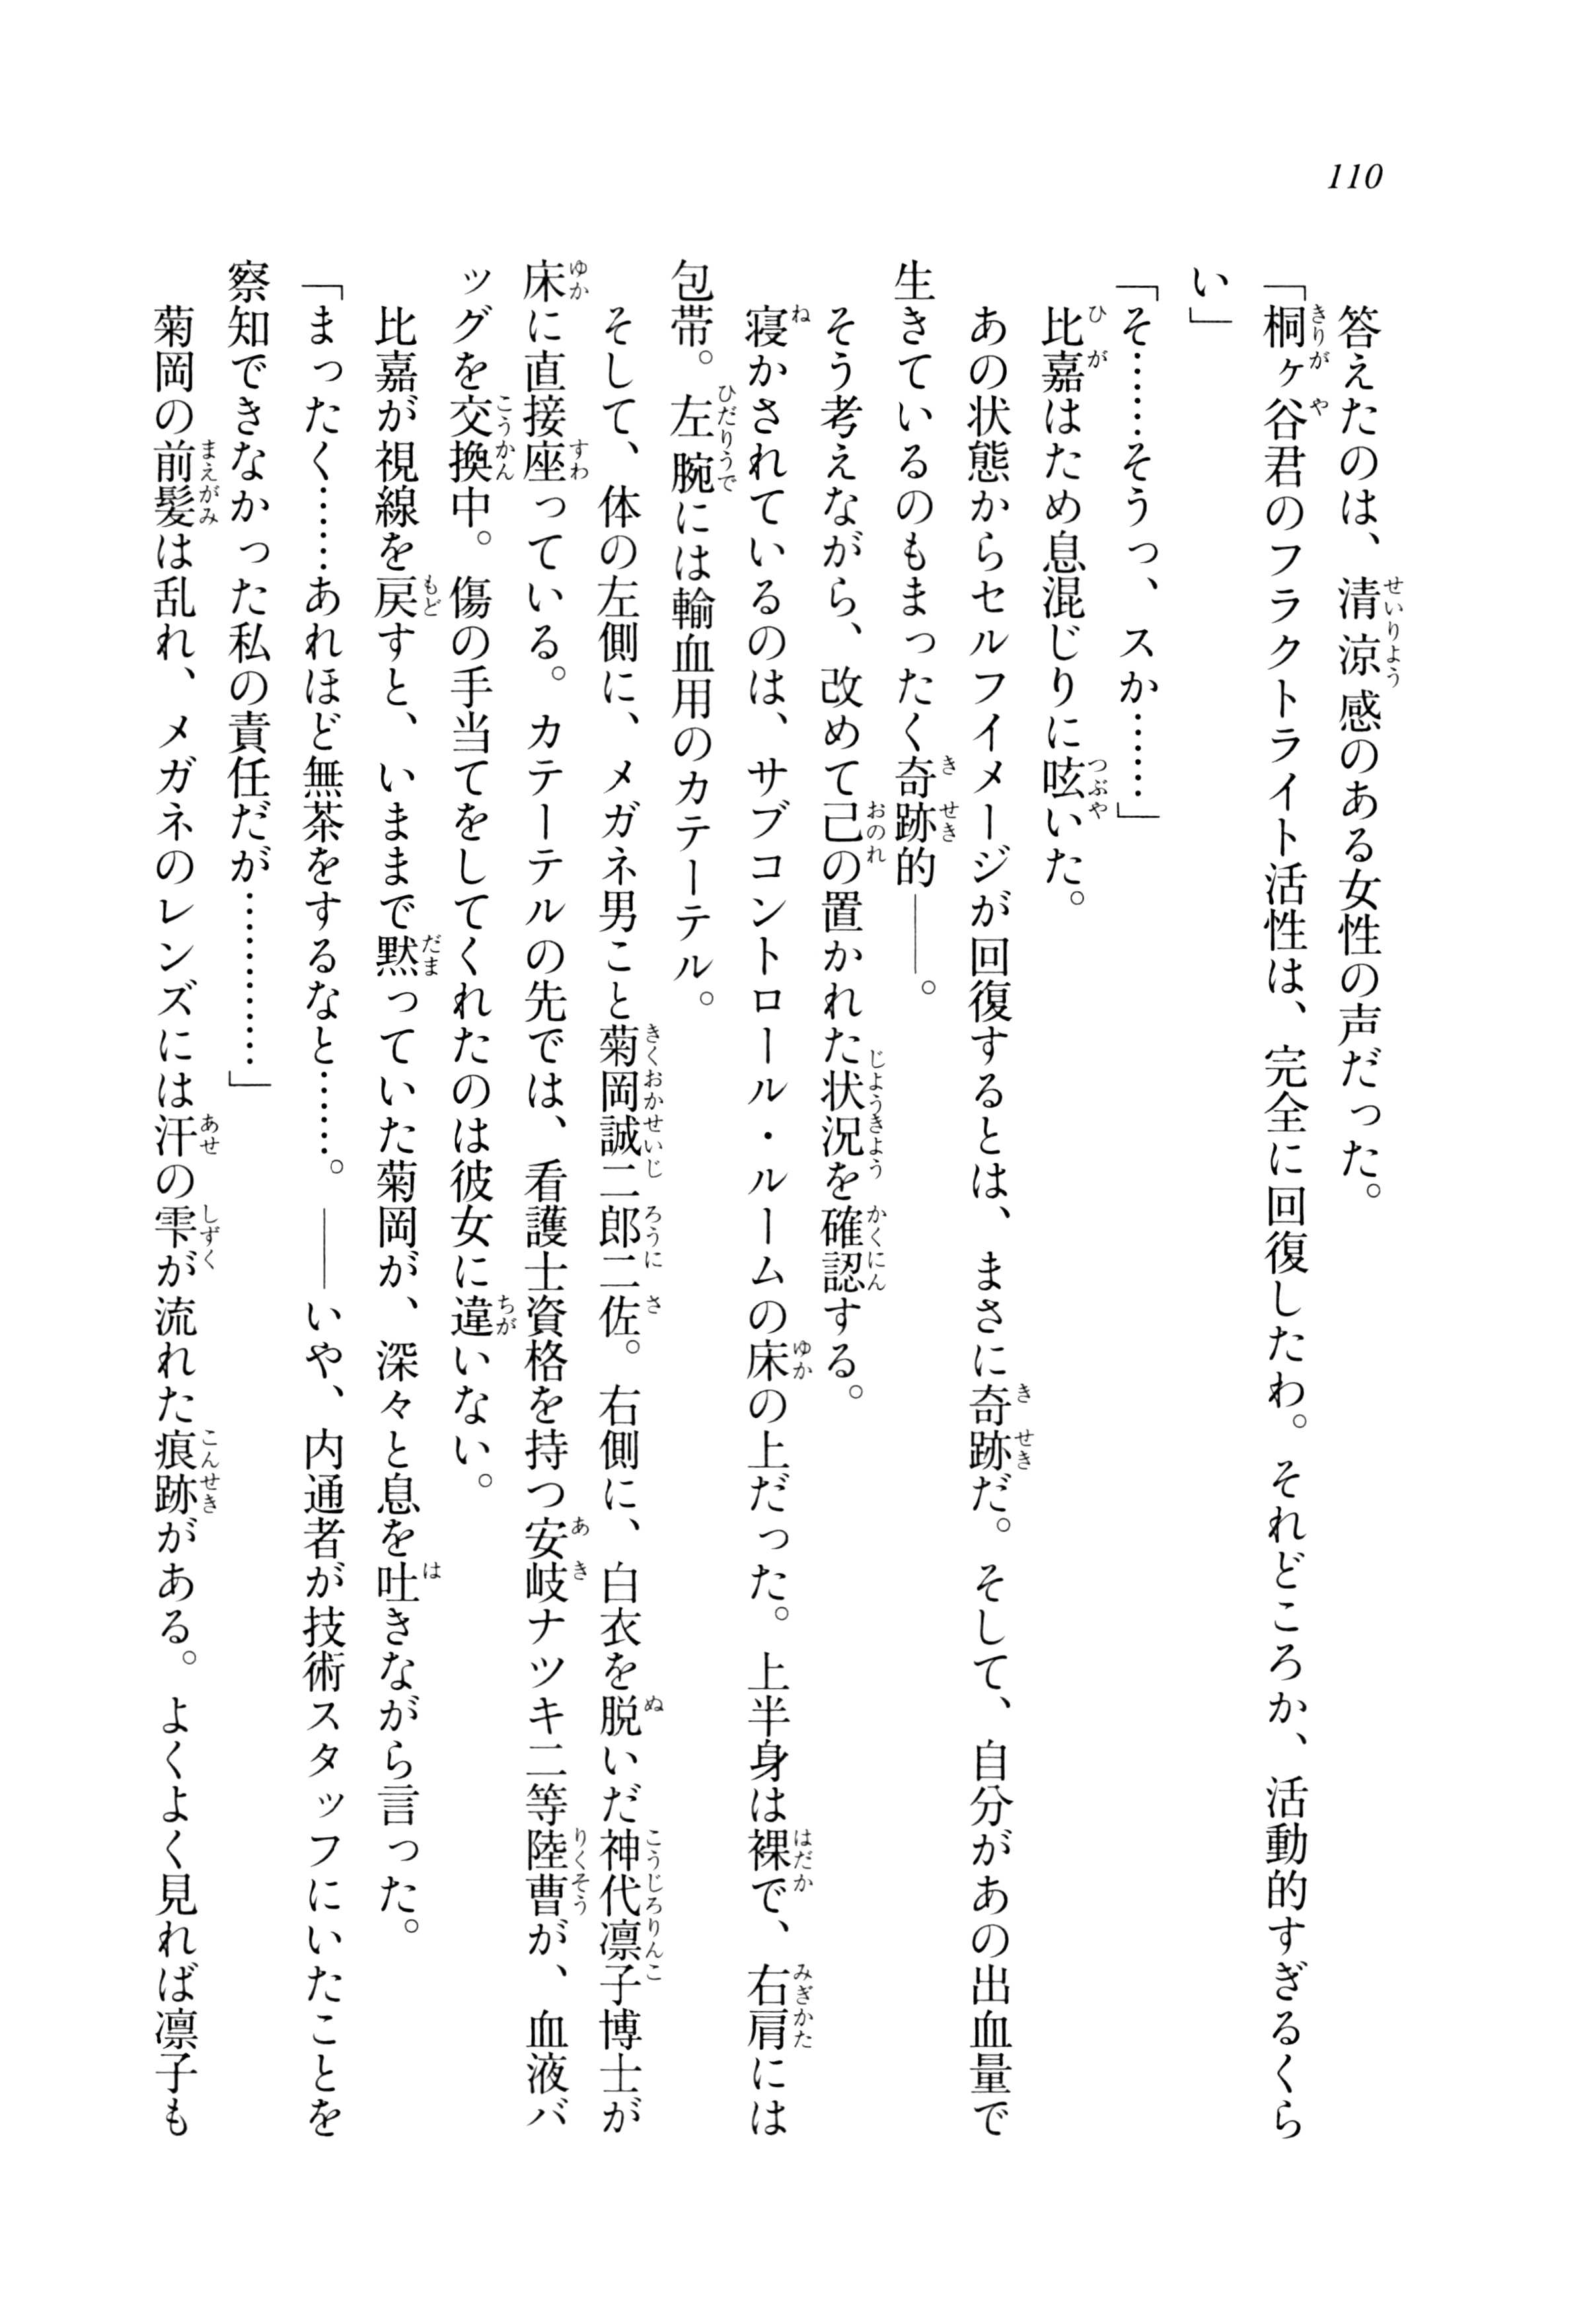 110
答えたのは、清涼感のある女性の声だった。
「桐ヶ谷君のフラクトライト活性は、完全に回復したわ。それどころか、活動的すぎるくら
い」
「そ……そうっ、スか……」
比嘉はため息混じりに呟いた。
あの状態からセルフイメージが回復するとは、まさに奇跡だ。そして、自分があの出血量で
生きているのもまったく奇跡的――。
そう考えながら、改めて己の置かれた状況を確認する。
寝かされているのは、サブコントロール・ルームの床の上だった。上半身は裸で、右肩には
包帯。左腕には輸血用のカテーテル。
そして、体の左側に、メガネ男こと菊岡誠二郎二佐。右側に、白衣を脱いだ神代凛子博士が
床に直接座っている。カテーテルの先では、看護士資格を持つ安岐ナツキ二等陸曹が、血液バ
ッグを交換中。傷の手当てをしてくれたのは彼女に違いない。
比嘉が視線を戻すと、いままで黙っていた菊岡が、深々と息を吐きながら言った。
「まったく……あれほど無茶をするなと……。――いや、内通者が技術スタッフにいたことを
察知できなかった私の責任だが…………」
菊岡の前髪は乱れ、メガネのレンズには汗の雫が流れた痕跡がある。よくよく見れば凛子も